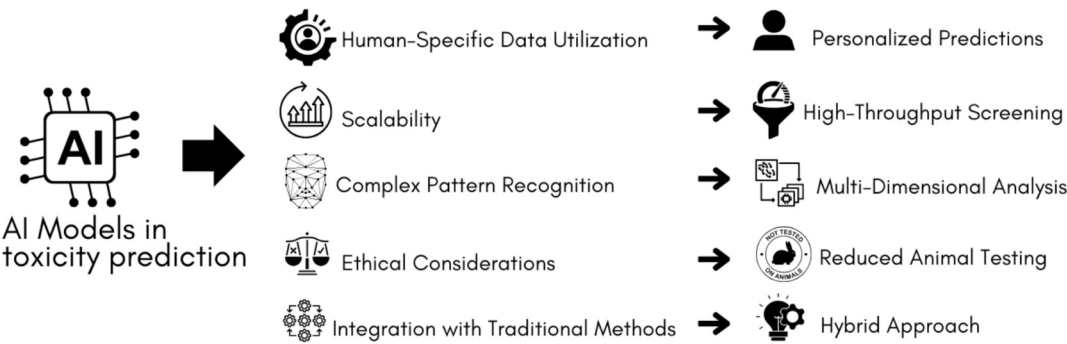 Human-Specific Data Utilization
Personalized Predictions
Scalability
High-Throughput Screening
AI
Complex Pattern Recognition
Multi-Dimensional Analysis
AI Models in
toxicity prediction
Ethical Considerations
NOT TESTED
ON ANIMALS
Reduced Animal Testing
Integration with Traditional Methods
Hybrid Approach